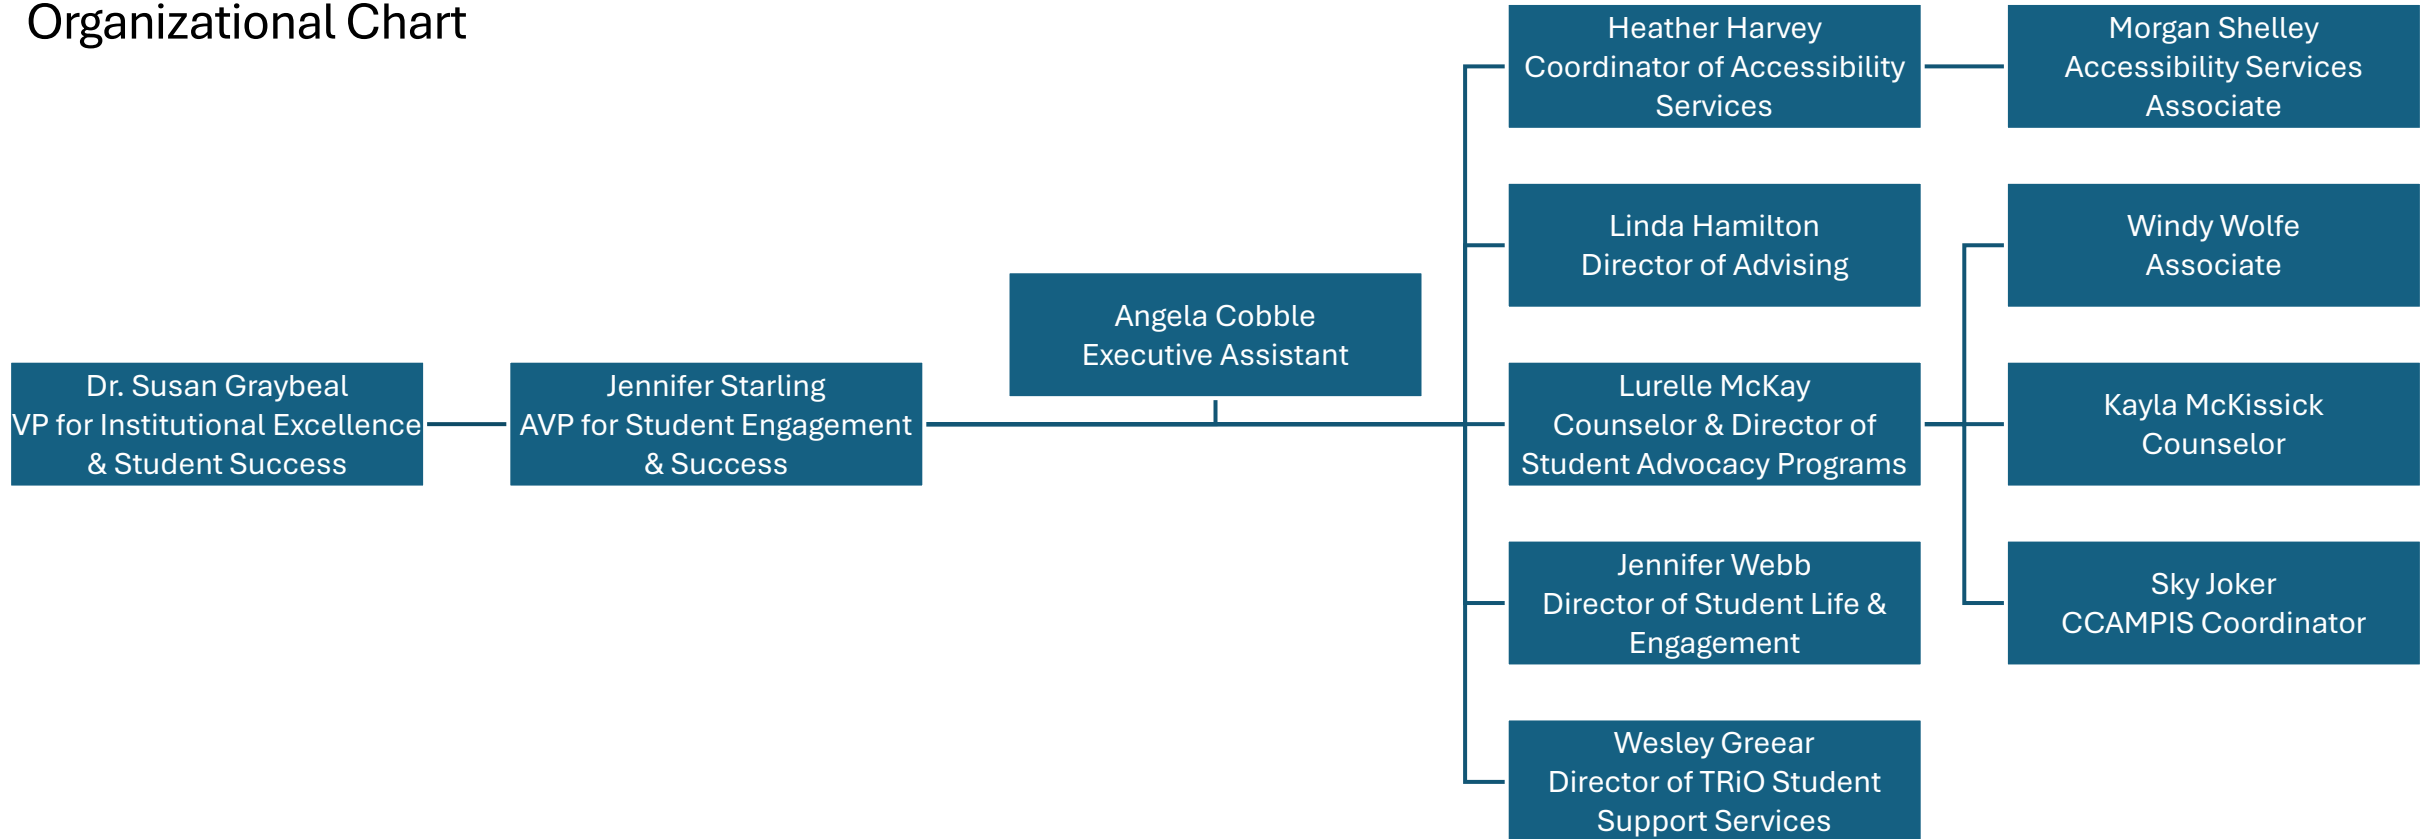 Organizational Chart
Dr. Susan Graybeal
VP for Institutional Excellence
& Student Success
Jennifer Starling
AVP for Student Engagement
& Success
Angela Cobble
Executive Assistant
Heather Harvey
Coordinator of Accessibility
Services
Morgan Shelley
Accessibility Services
Associate
Linda Hamilton
Director of Advising
Lurelle McKay
Counselor & Director of
Student Advocacy Programs
Windy Wolfe
Associate
Kayla McKissick
Counselor
Sky Joker
CCAMPIS Coordinator
Jennifer Webb
Director of Student Life &
Engagement
Wesley Greear
Director of TRiO Student
Support Services